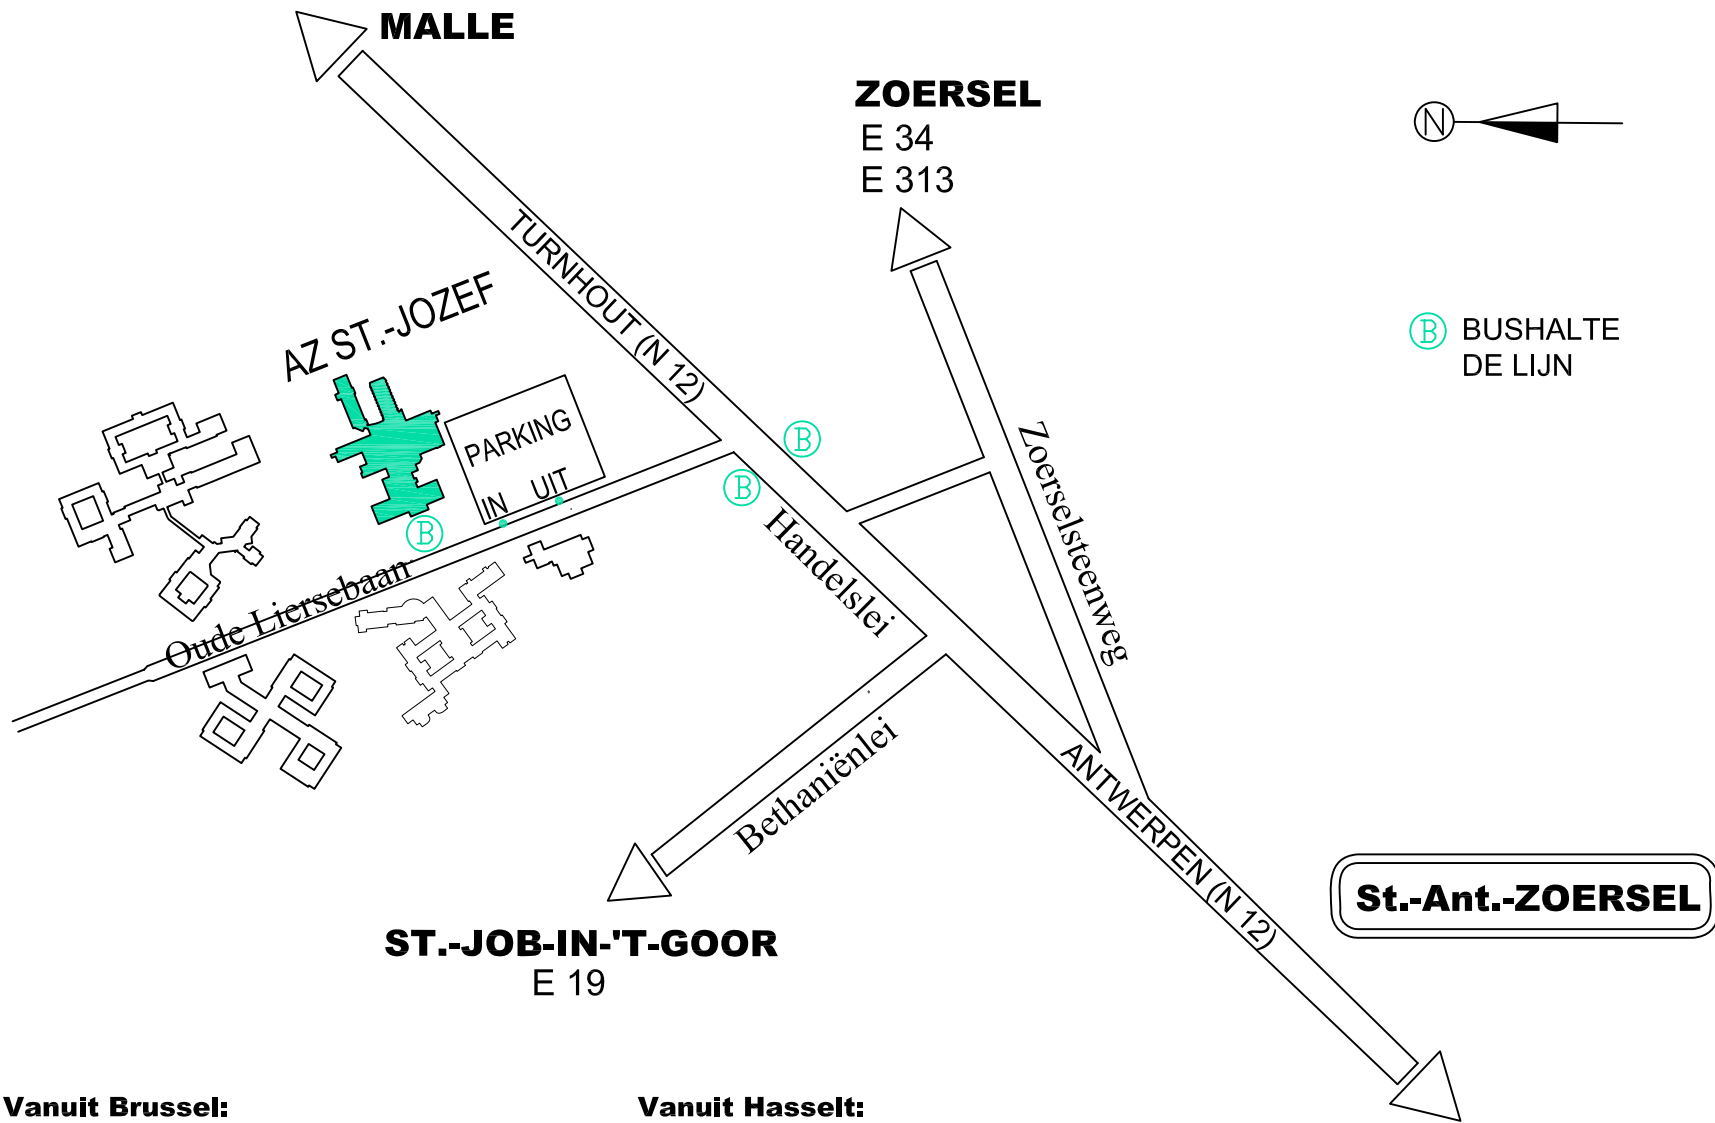 MALLE
ZOERSEL
E 34
E 313
N
TURNHOUT (N 12)
AZ ST.-JOZEF
B BUSHALTE
DE LIJN
PARKING
IN UIT
B
B
B
Zoerselsteenweg
Handelslei
Oude Liersebaan
Bethaniënlei
ANTWERPEN (N 12)
St.-Ant.-ZOERSEL
ST.-JOB-IN-'T-GOOR
E 19
Vanuit Brussel:
Vanuit Hasselt: